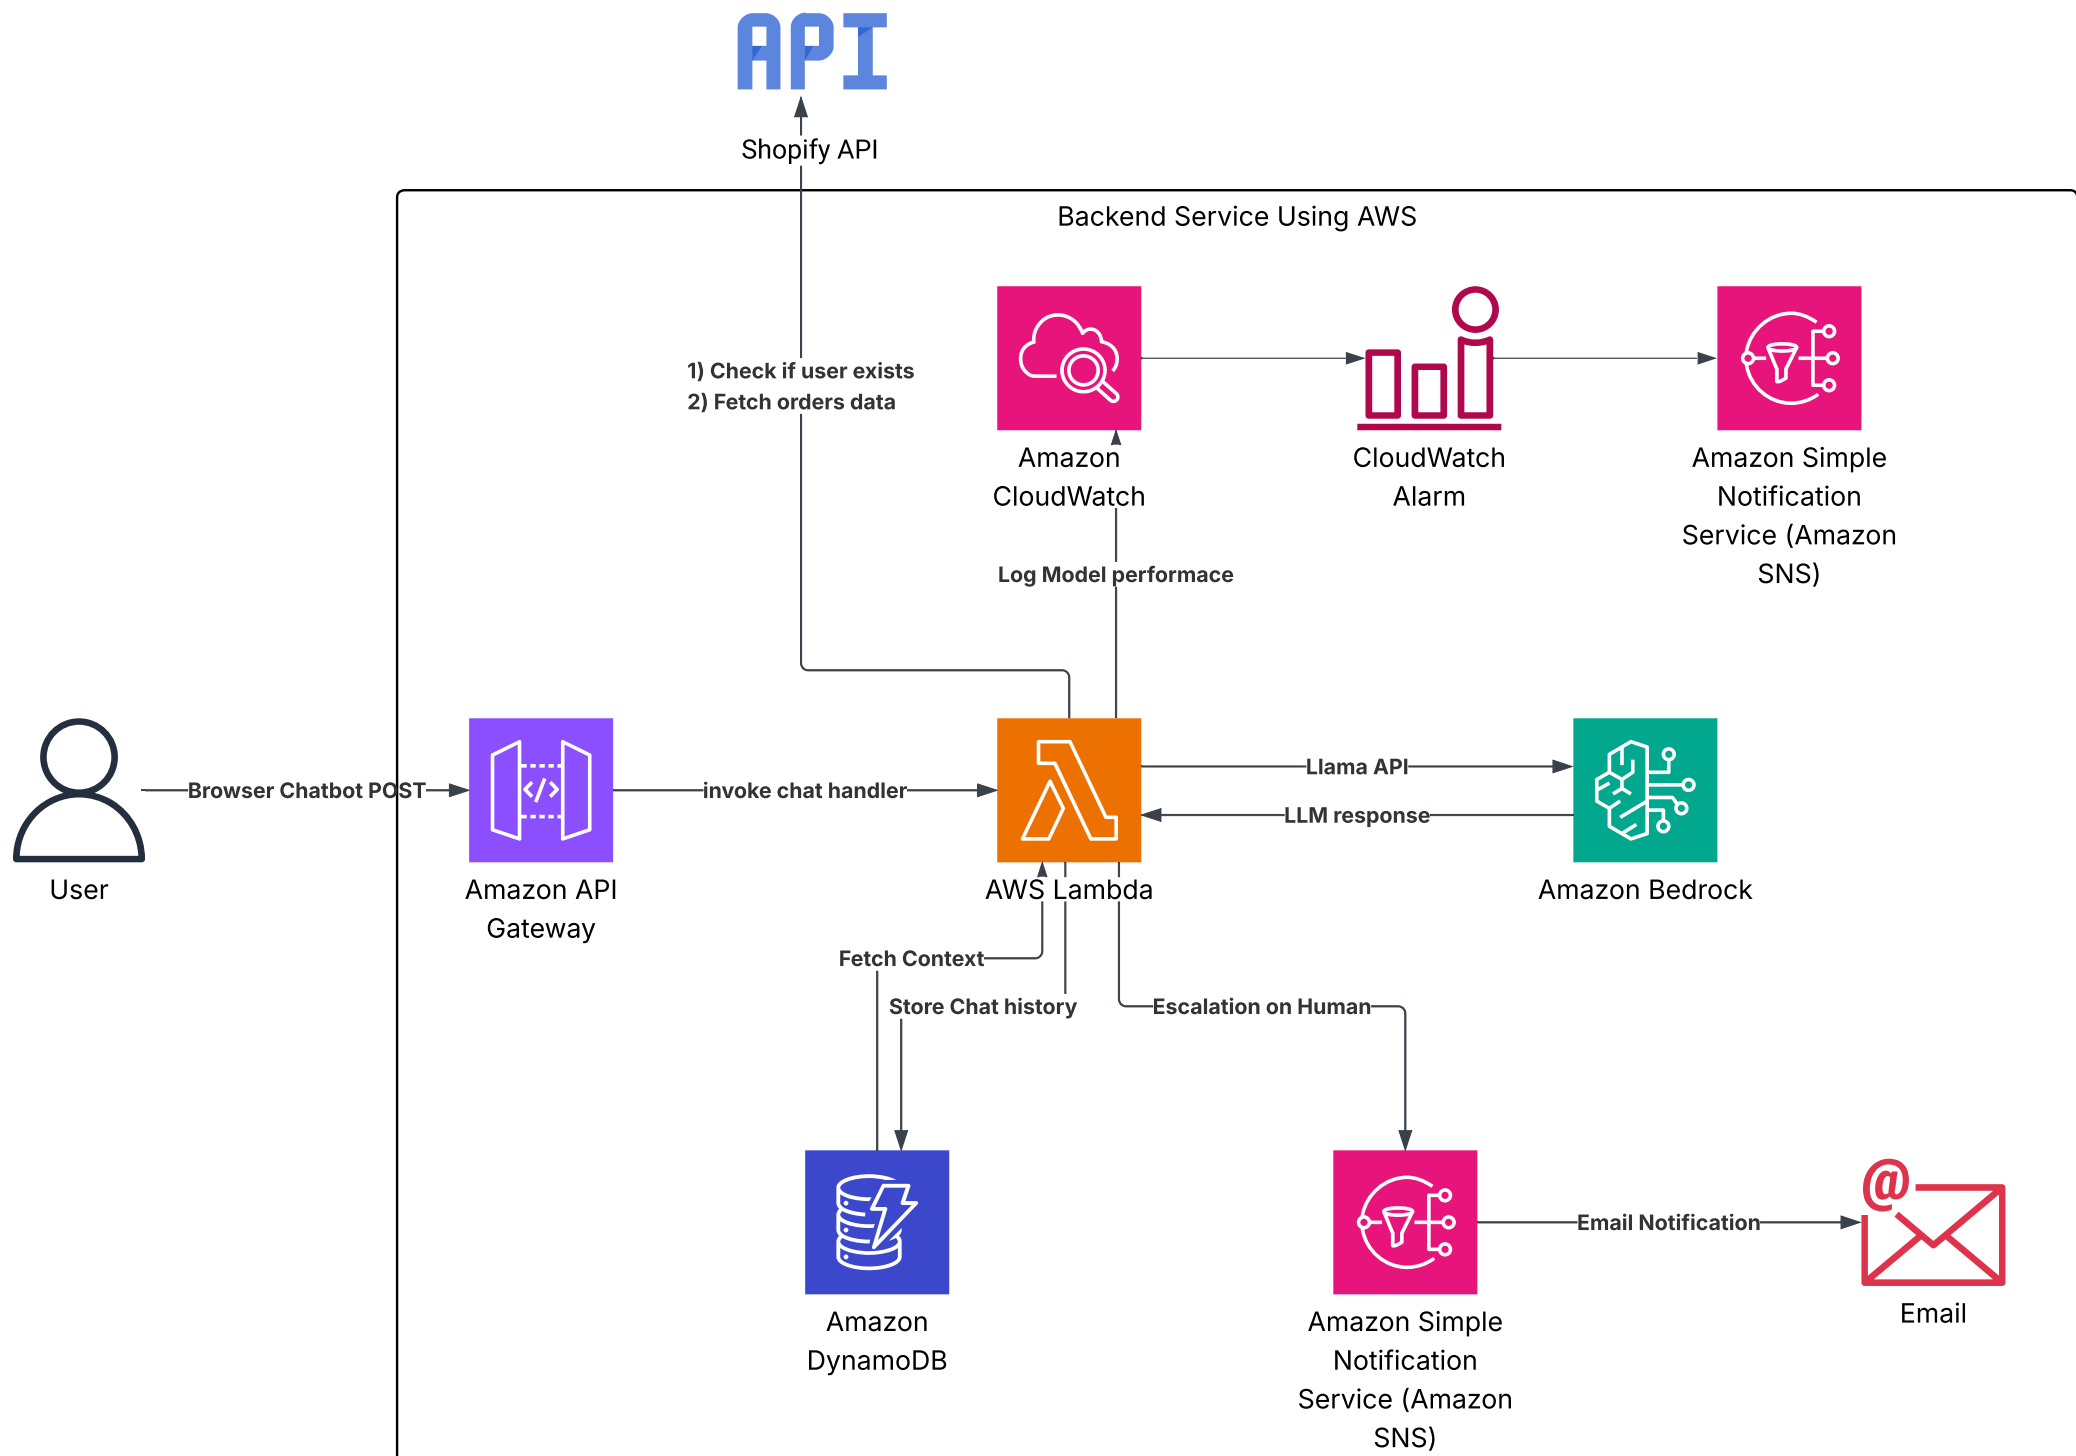 API
Shopify API
Backend Service Using AWS
1) Check if user exists
2) Fetch orders data
Amazon
CloudWatch
CloudWatch
Alarm
Amazon Simple
Notification
Service (Amazon
SNS)
Log Model performace
Browser Chatbot POST
invoke chat handler
Llama API
LLM response
User
Amazon API
Gateway
AWS Lambda
Amazon Bedrock
Fetch Context
Store Chat history
Escalation on Human
Email Notification
@
Email
Amazon
DynamoDB
Amazon Simple
Notification
Service (Amazon
SNS)